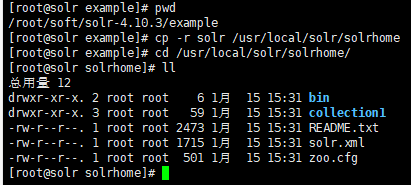 [root@solr example]# pwd
/root/soft/solr-4.10.3/example
[root@solr example]# cp -r solr /usr/local/solr/solrhome
[root@solr example]# cd /usr/local/solr/solrhome/
[root@solr solrhome]# ll
总用量 12
drwxr-xr-x. 2 root root    6 1月  15 15:31 bin
drwxr-xr-x. 3 root root   59 1月  15 15:31 collection1
-rw-r--r--. 1 root root 2473 1月  15 15:31 README.txt
-rw-r--r--. 1 root root 1715 1月  15 15:31 solr.xml
-rw-r--r--. 1 root root  501 1月  15 15:31 zoo.cfg
[root@solr solrhome]#